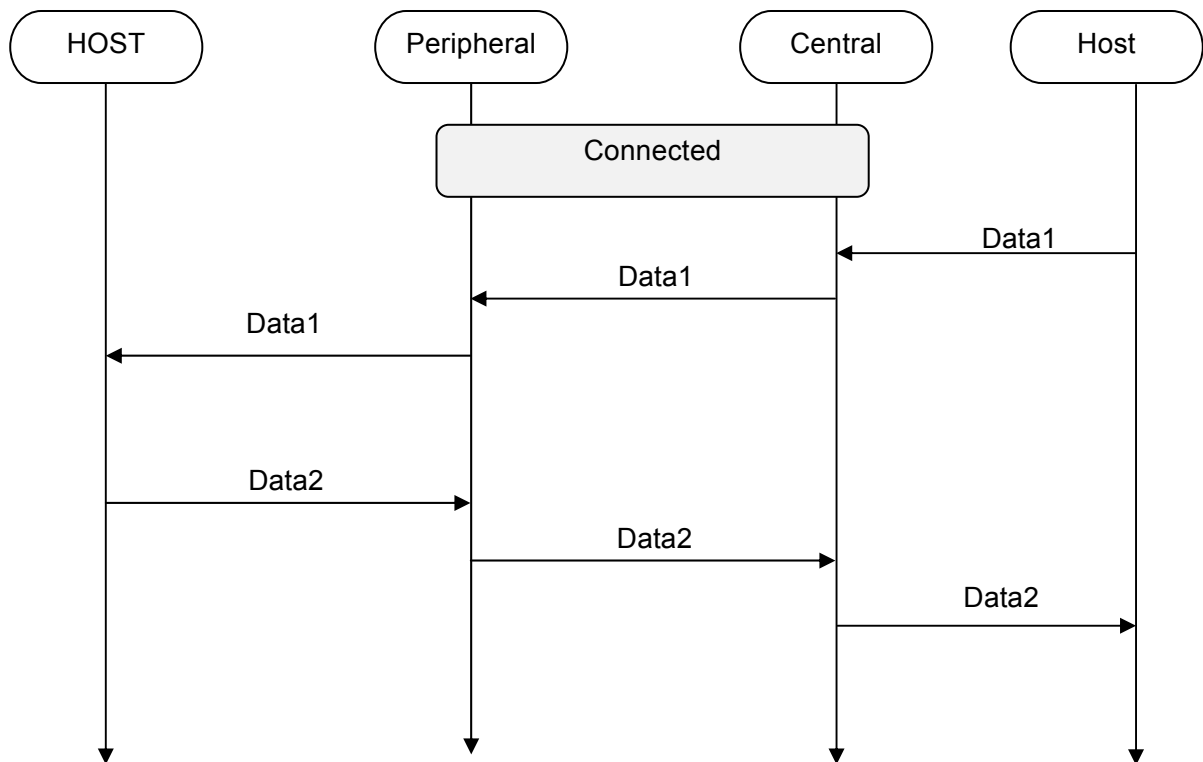 HOST
Peripheral
Central
Host
Connected
Data1
Data1
Data1
Data2
Data2
Data2